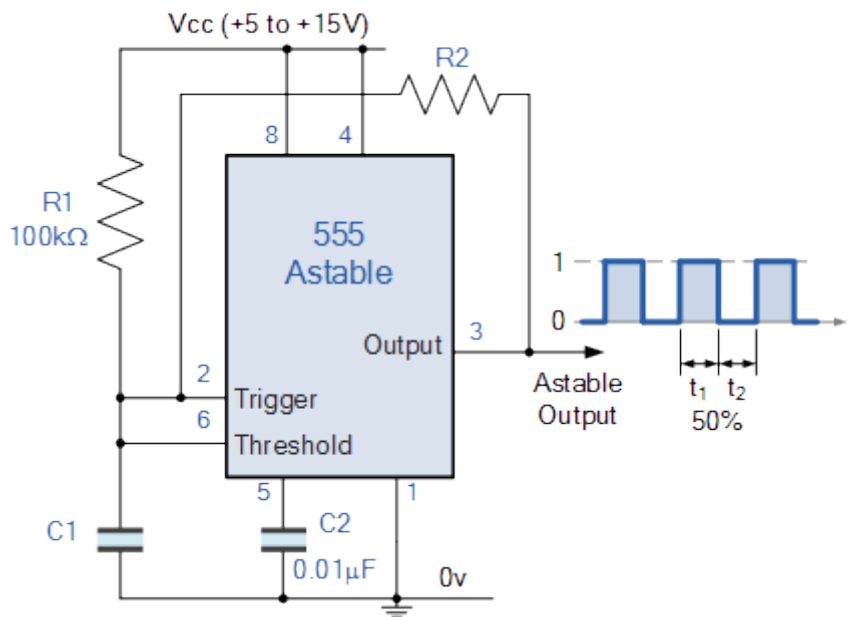 Vcc (+5 to +15V)
R2
8
4
R1
100kΩ
555
Astable
1
0
3
Output
2
Trigger
6
Threshold
Astable
Output
t₁
t₂
50%
5
1
C1
C2
0.01μF
0v